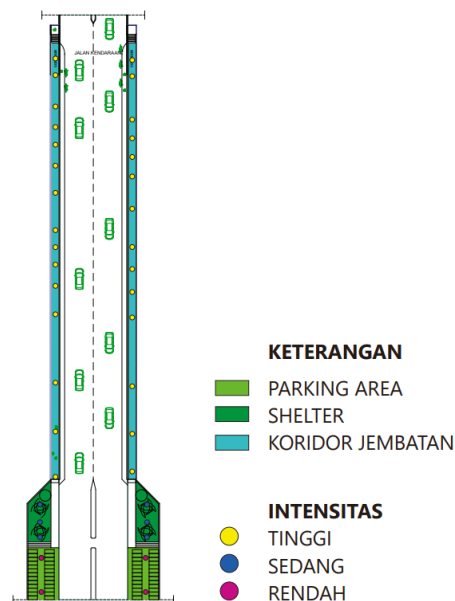 JALAN KENDARAAN
KETERANGAN
PARKING AREA
SHELTER
KORIDOR JEMBATAN
INTENSITAS
TINGGI
SEDANG
RENDAH